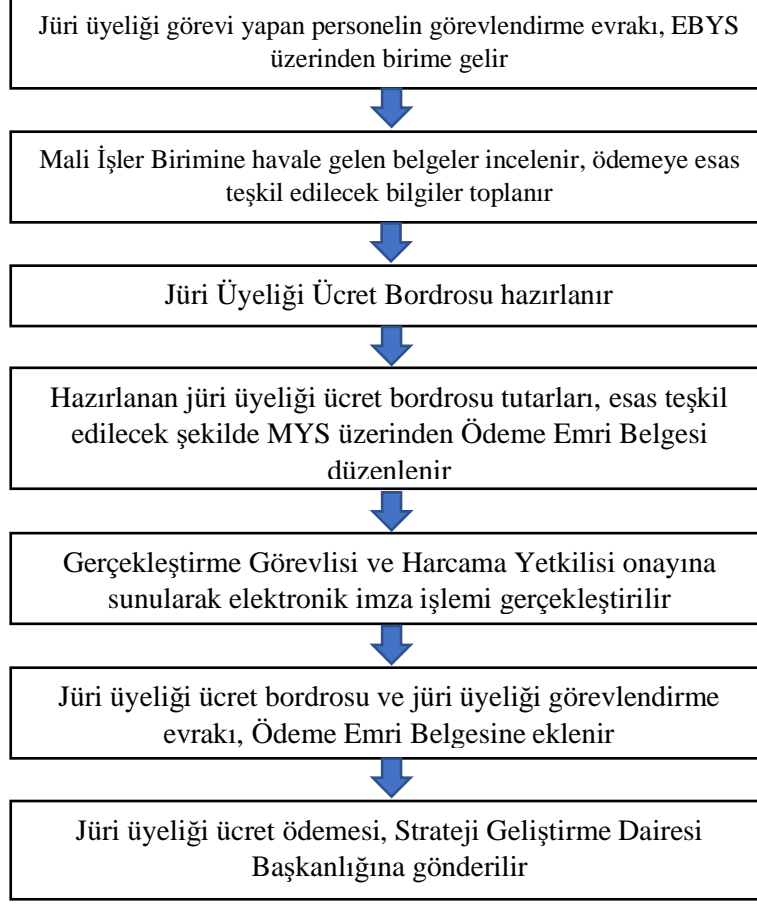 Jüri üyeliği görevi yapan personelin görevlendirme evrakı, EBYS
üzerinden birime gelir
Mali İşler Birimine havale gelen belgeler incelenir, ödemeye esas
teşkil edilecek bilgiler toplanır
Jüri Üyeliği Ücret Bordrosu hazırlanır
Hazırlanan jüri üyeliği ücret bordrosu tutarları, esas teşkil
edilecek şekilde MYS üzerinden Ödeme Emri Belgesi
düzenlenir
Gerçekleştirme Görevlisi ve Harcama Yetkilisi onayına
sunularak elektronik imza işlemi gerçekleştirilir
Jüri üyeliği ücret bordrosu ve jüri üyeliği görevlendirme
evrakı, Ödeme Emri Belgesine eklenir
Jüri üyeliği ücret ödemesi, Strateji Geliştirme Dairesi
Başkanlığına gönderilir